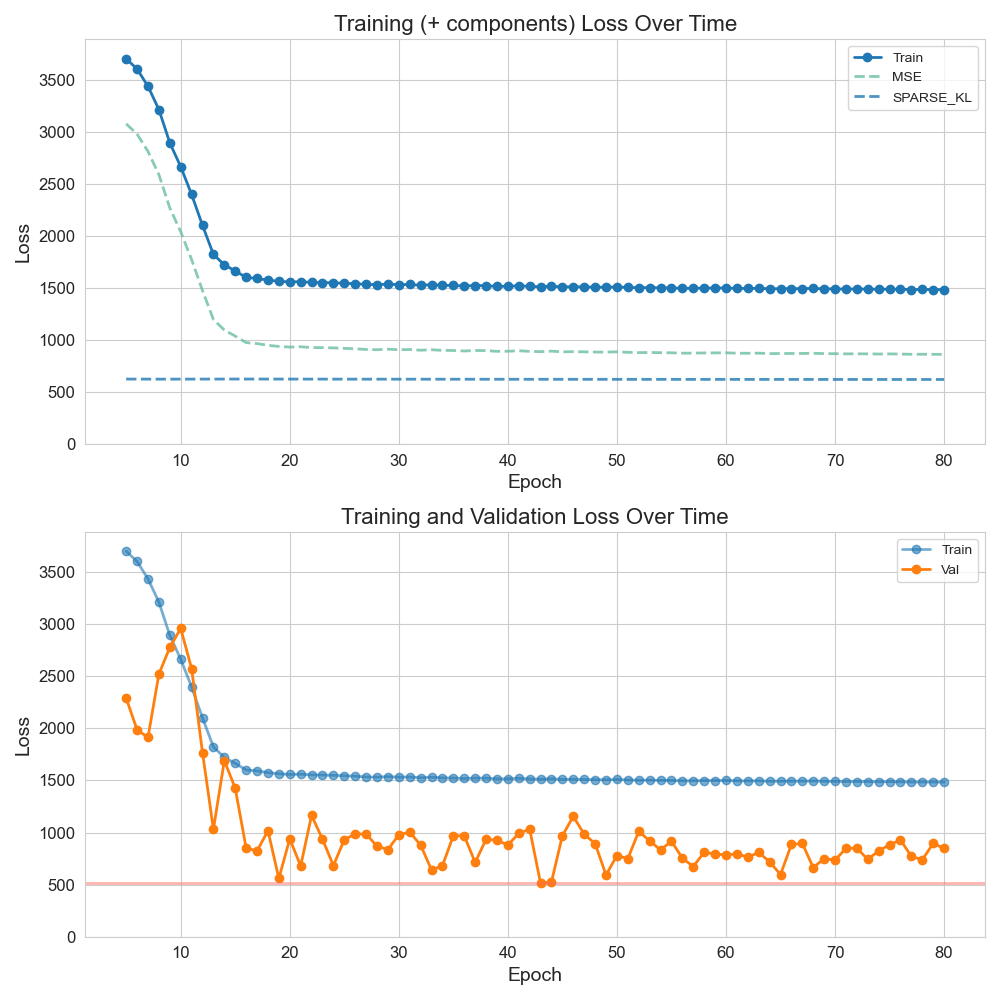 Training (+ components) Loss Over Time
Train
MSE
SPARSE_KL
3500
3000
2500
2000
1500
1000
500
0
Loss
10 20 30 40 50 60 70 80
Epoch
Training and Validation Loss Over Time
Train
Val
3500
3000
2500
2000
1500
1000
500
0
Loss
10 20 30 40 50 60 70 80
Epoch